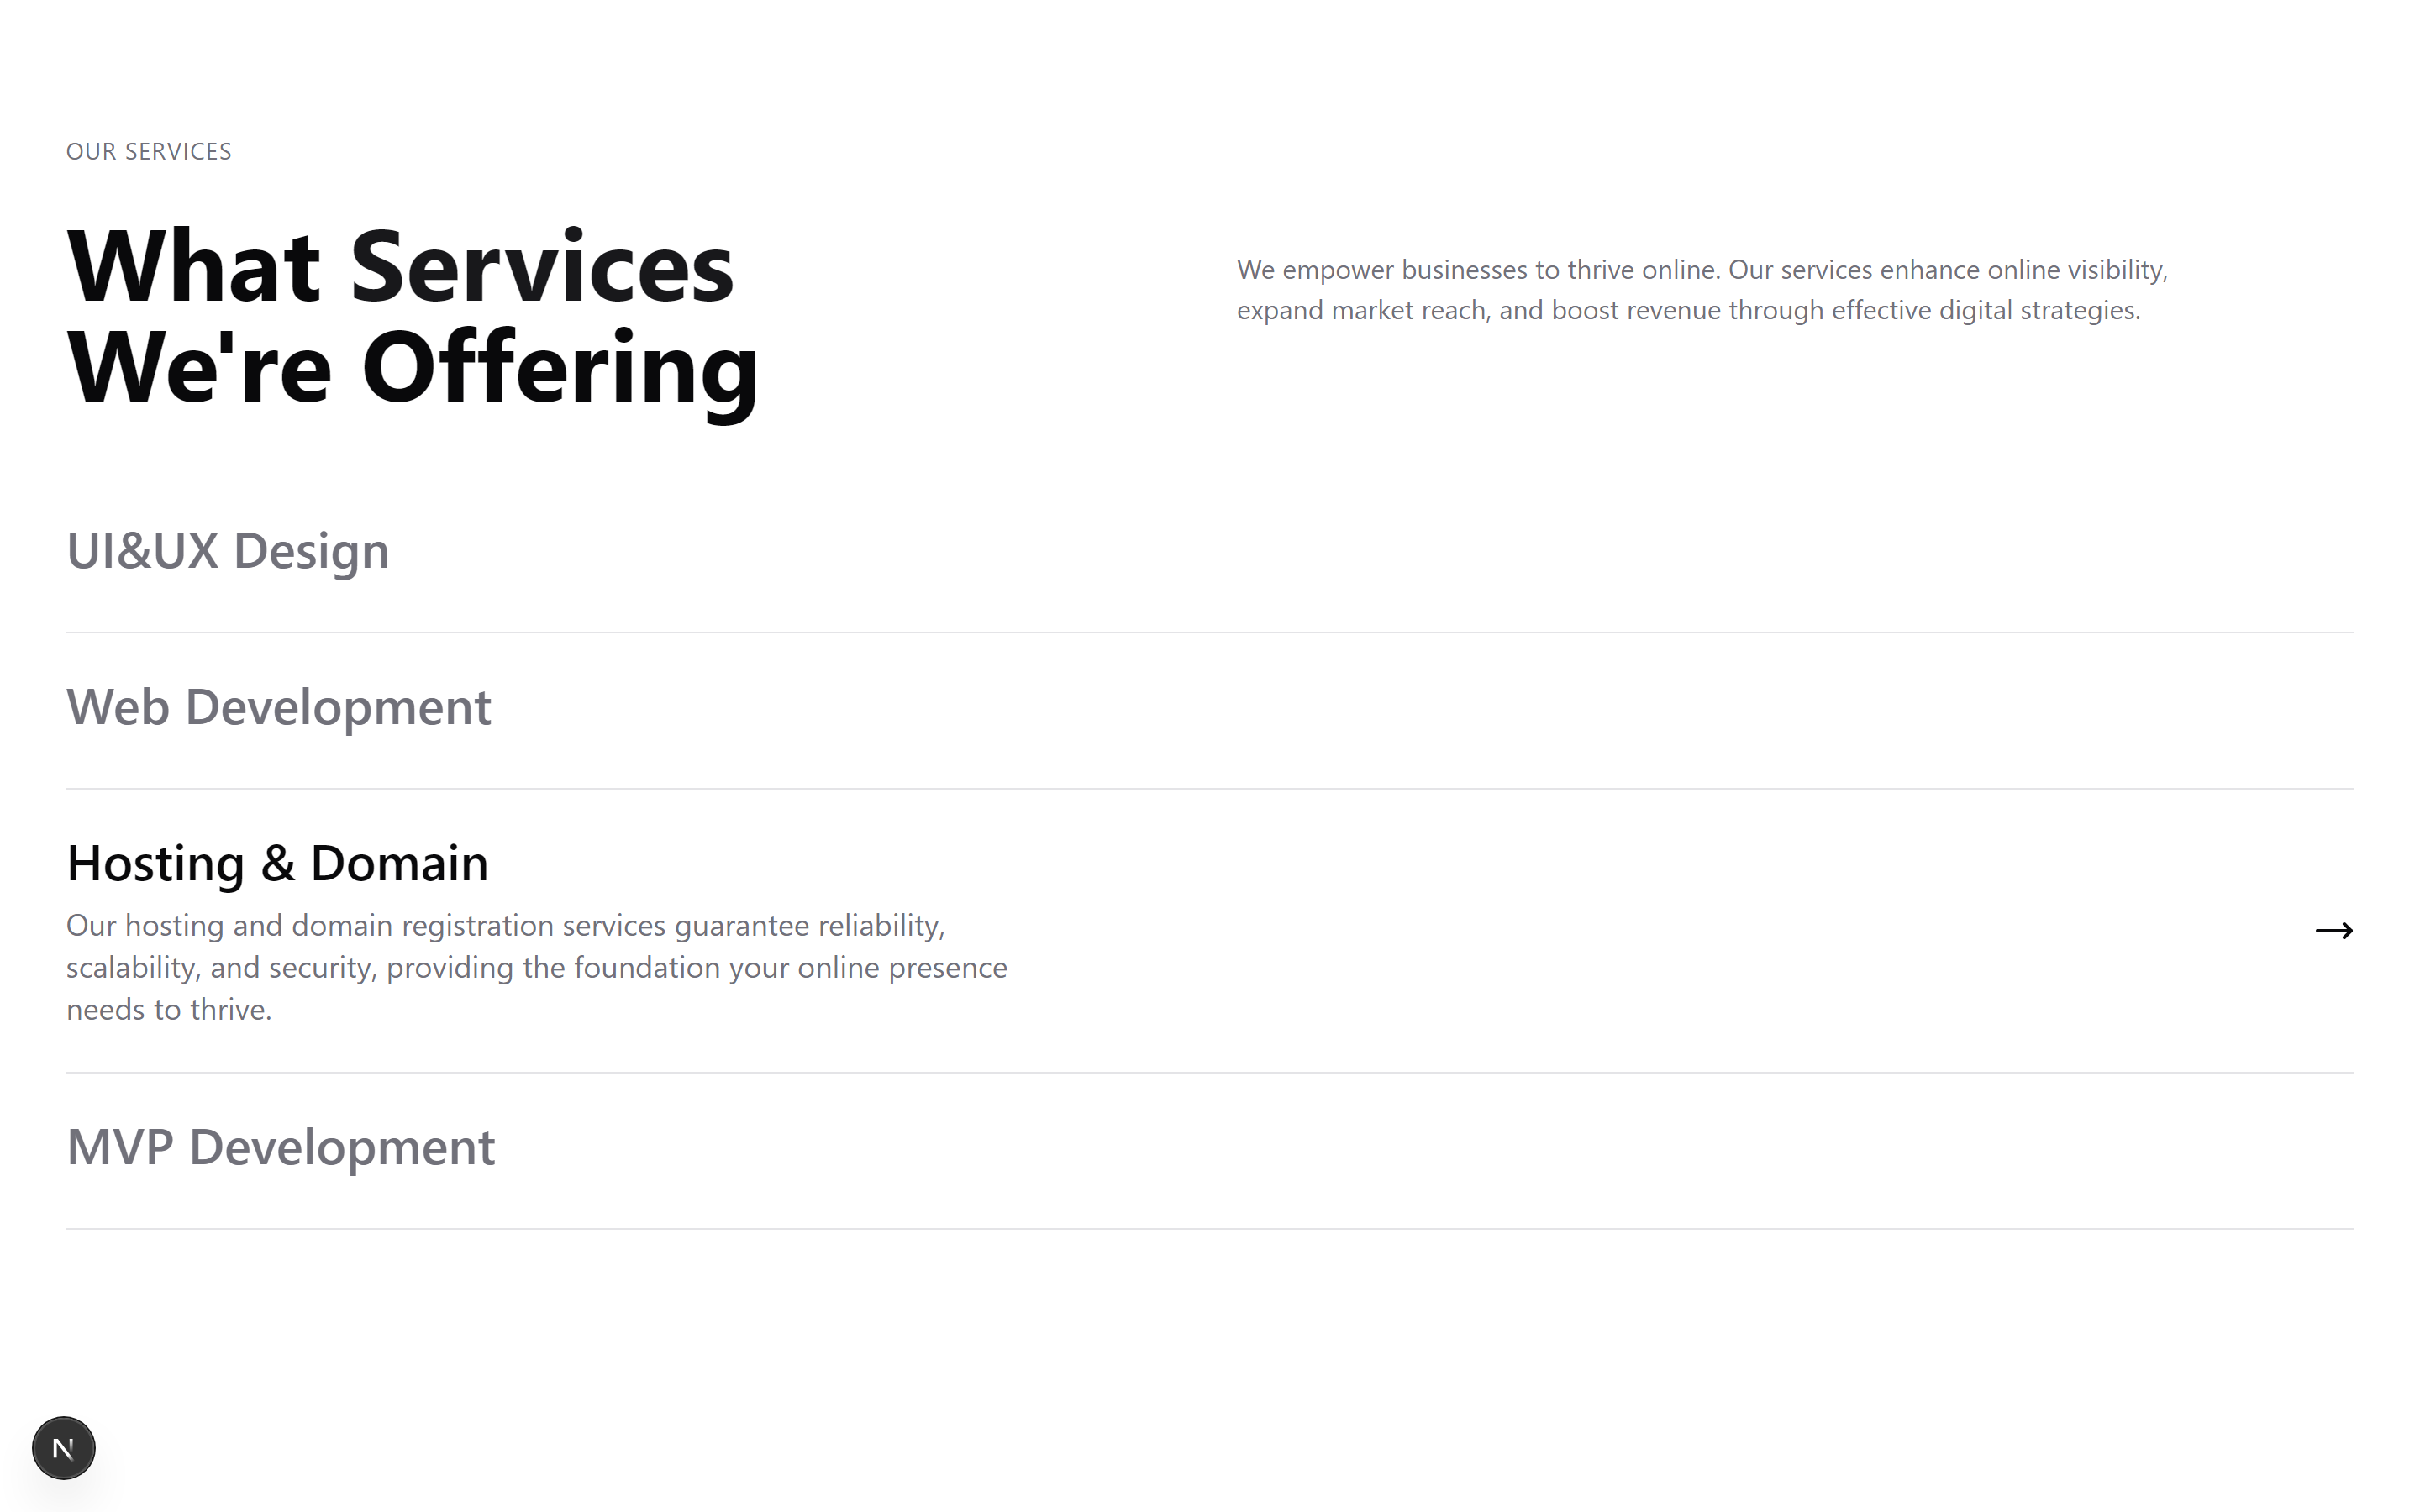 OUR SERVICES
What Services
We're Offering
We empower businesses to thrive online. Our services enhance online visibility,
expand market reach, and boost revenue through effective digital strategies.
UI&UX Design
Web Development
Hosting & Domain
Our hosting and domain registration services guarantee reliability,
scalability, and security, providing the foundation your online presence
needs to thrive.
MVP Development
N